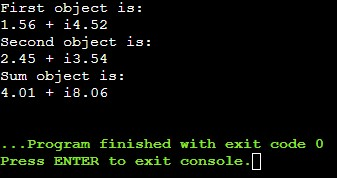 First object is:
1.56 + i4.52
Second object is:
2.45 + i3.54
Sum object is:
4.01 + i8.06
...Program finished with exit code 0
Press ENTER to exit console.